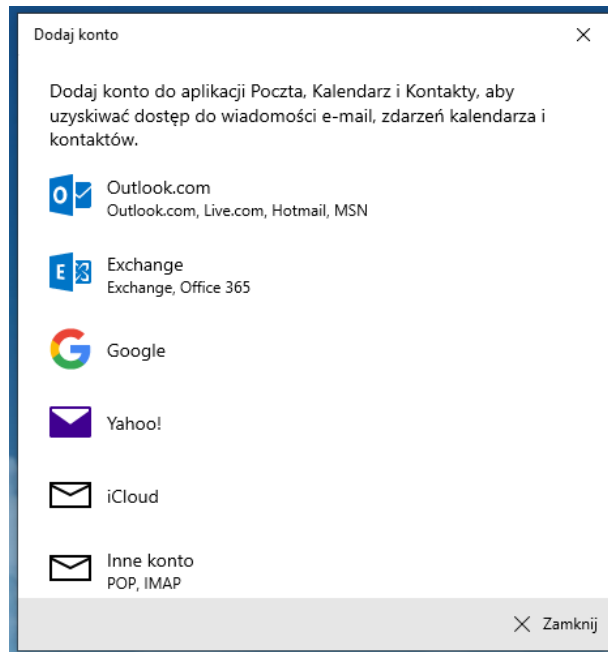 Dodaj konto
Dodaj konto do aplikacji Poczta, Kalendarz i Kontakty, aby
uzyskiwać dostęp do wiadomości e-mail, zdarzeń kalendarza i
kontaktów.
Outlook.com
Outlook.com, Live.com, Hotmail, MSN
Exchange
Exchange, Office 365
Google
Yahoo!
iCloud
Inne konto
POP, IMAP
Zamknij